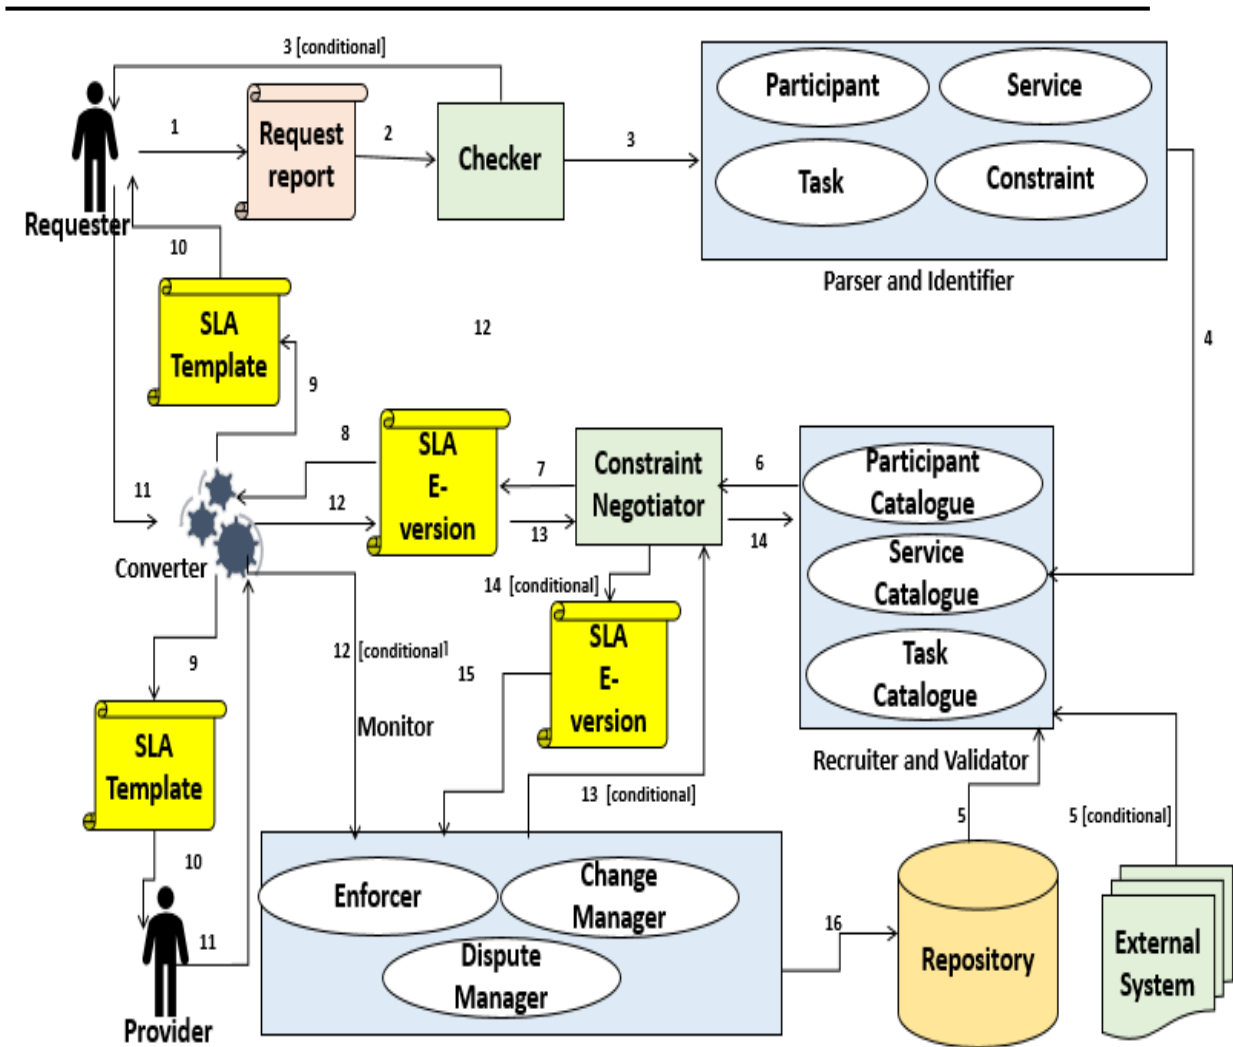 3 [conditional]
Participant
Service
1
Request
report
2
Checker
3
Task
Constraint
Requester
10
Parser and Identifier
SLA
Template
12
4
9
8
SLA
E-
version
7
Constraint
Negotiator
6
Participant
Catalogue
11
12
13
14
Service
Catalogue
Converter
14 [conditional]
SLA
E-
version
Task
Catalogue
9
12 [conditional]
15
Monitor
SLA
Template
Recruiter and Validator
13 [conditional]
5
5 [conditional]
10
Enforcer
Change
Manager
11
16
Dispute
Manager
Repository
External
System
Provider